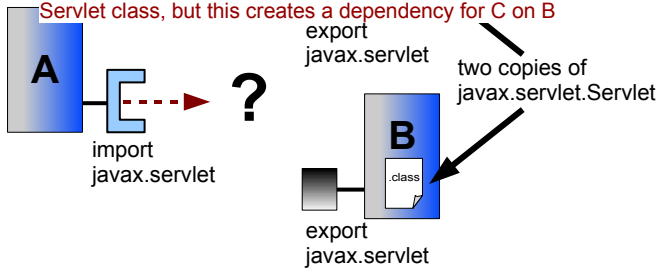 Servlet class, but this creates a dependency for C on B
export
javax.servlet
A
?
two copies of
javax.servlet.Servlet
import
javax.servlet
B
.class
export
javax.servlet